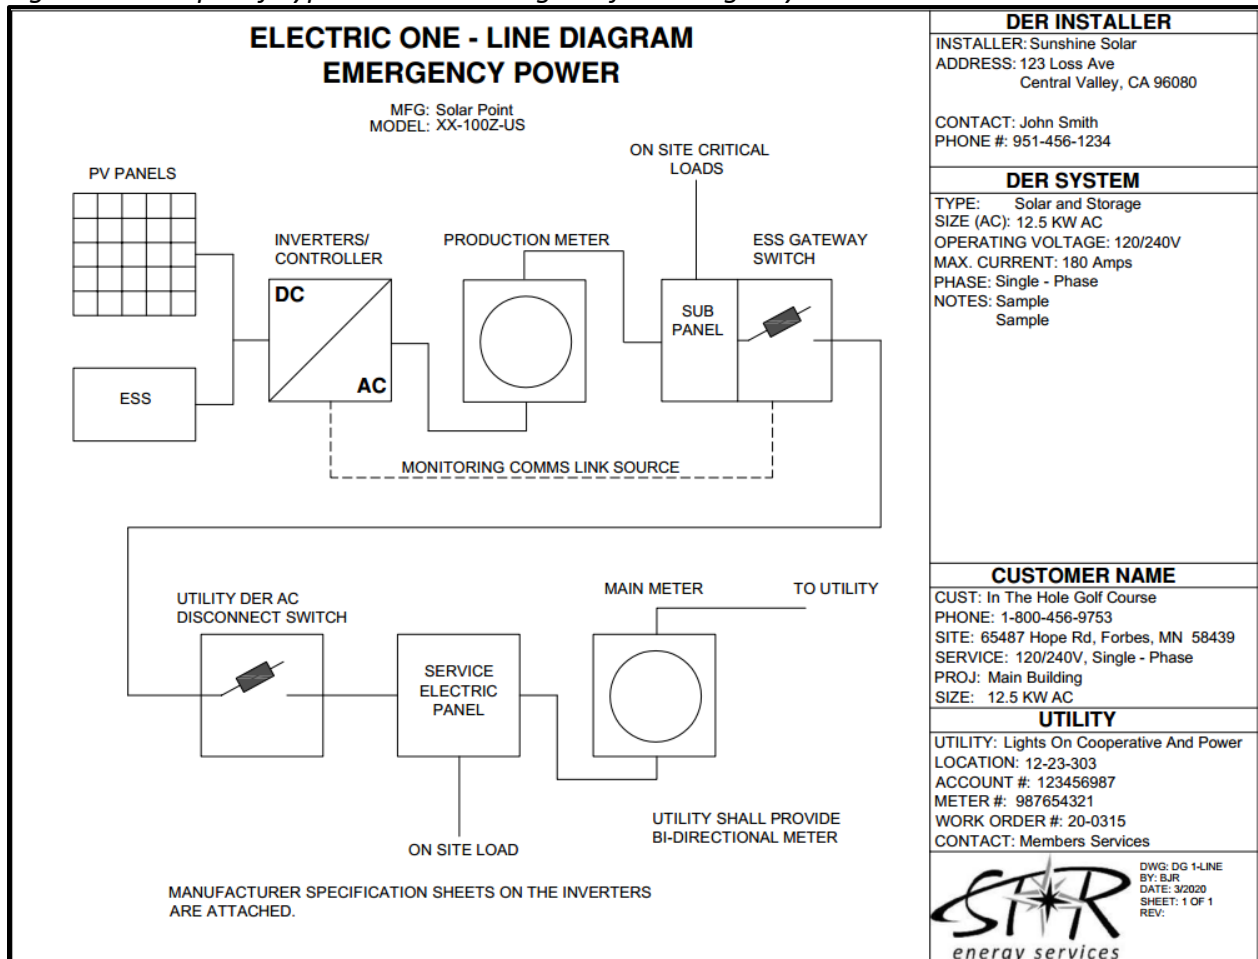 ELECTRIC ONE - LINE DIAGRAM
EMERGENCY POWER
MFG: Solar Point
MODEL: XX-100Z-US
ON SITE CRITICAL
LOADS
PV PANELS
INVERTERS/
CONTROLLER
PRODUCTION METER
ESS GATEWAY
SWITCH
DC
AC
SUB
PANEL
ESS
MONITORING COMMS LINK SOURCE
UTILITY DER AC
DISCONNECT SWITCH
MAIN METER
TO UTILITY
SERVICE
ELECTRIC
PANEL
UTILITY SHALL PROVIDE
BI-DIRECTIONAL METER
ON SITE LOAD
MANUFACTURER SPECIFICATION SHEETS ON THE INVERTERS
ARE ATTACHED.
DER INSTALLER
INSTALLER: Sunshine Solar
ADDRESS: 123 Loss Ave
Central Valley, CA 96080
CONTACT: John Smith
PHONE #: 951-456-1234
DER SYSTEM
TYPE: Solar and Storage
SIZE (AC): 12.5 KW AC
OPERATING VOLTAGE: 120/240V
MAX. CURRENT: 180 Amps
PHASE: Single - Phase
NOTES: Sample
Sample
CUSTOMER NAME
CUST: In The Hole Golf Course
PHONE: 1-800-456-9753
SITE: 65487 Hope Rd, Forbes, MN 58439
SERVICE: 120/240V, Single - Phase
PROJ: Main Building
SIZE: 12.5 KW AC
UTILITY
UTILITY: Lights On Cooperative And Power
LOCATION: 12-23-303
ACCOUNT #: 123456987
METER #: 987654321
WORK ORDER #: 20-0315
CONTACT: Members Services
STAR
energy services
DWG: DG 1-LINE
BY: BJR
DATE: 3/2020
SHEET: 1 OF 1
REV: